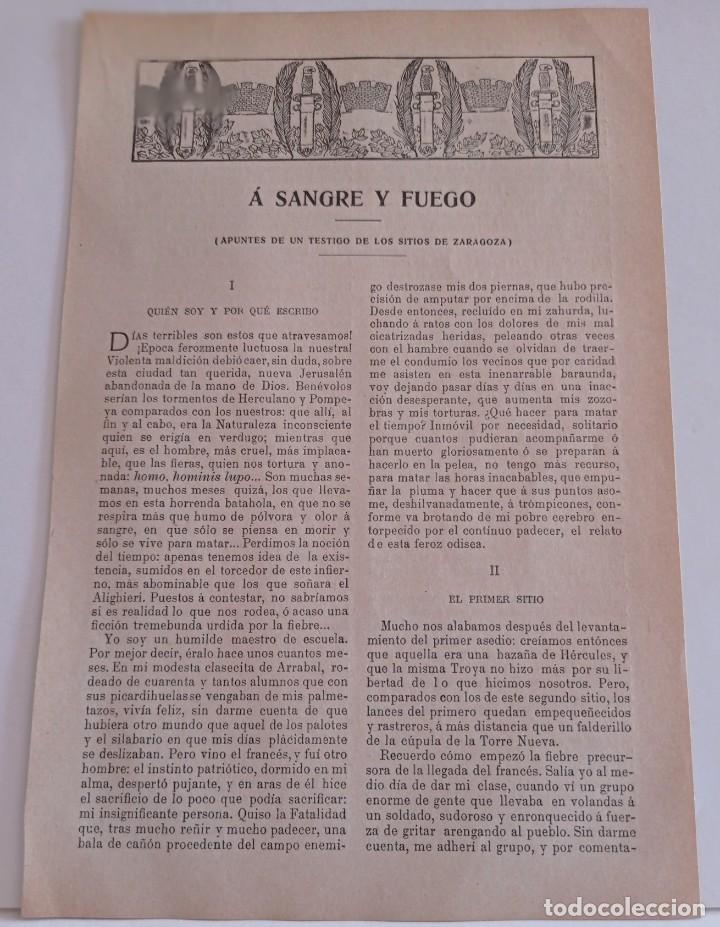 Á SANGRE Y FUEGO
(APUNTES DE UN TESTIGO DE LOS SITIOS DE ZARAGOZA)
I
QUIÉN SOY Y POR QUÉ ESCRIBO
DÍAS terribles son estos que atravesamos!
¡Epoca ferozmente luctuosa la nuestra!
Violenta maldición debió caer, sin duda, sobre
esta ciudad tan querida, nueva Jerusalén
abandonada de la mano de Dios. Benévolos
serían los tormentos de Herculano y Pompe-
ya comparados con los nuestros: que allí, al
fin y al cabo, era la Naturaleza inconsciente
quien se erigía en verdugo; mientras que
aquí, es el hombre, más cruel, más implaca-
ble, que las fieras, quien nos tortura y ano-
nada: homo, hominis lupo... Son muchas se-
manas, muchos meses quizá, los que lleva-
mos en esta horrenda batahola, en que no se
respira más que humo de pólvora y olor á
sangre, en que sólo se piensa en morir y
sólo se vive para matar... Perdimos la noción
del tiempo: apenas tenemos idea de la exis-
tencia, sumidos en el torcedor de este infier-
no, más abominable que los que soñara el
Alighieri. Puestos á contestar, no sabríamos
si es realidad lo que nos rodea, ó acaso una
ficción tremebunda urdida por la fiebre...
Yo soy un humilde maestro de escuela.
Por mejor decir, éralo hace unos cuantos me-
ses. En mi modesta clasecita de Arrabal, ro-
deado de cuarenta y tantos alumnos que con
sus picardihuelas se vengaban de mis palme-
tazos, vivía feliz, sin darme cuenta de que
hubiera otro mundo que aquel de los palotes
y el silabario en que mis días plácidamente
se deslizaban. Pero vino el francés, y fuí otro
hombre: el instinto patriótico, dormido en mi
alma, despertó pujante, y en aras de él hice
el sacrificio de lo poco que podía sacrificar:
mi insignificante persona. Quiso la Fatalidad
que, tras mucho reñir y mucho padecer, una
bala de cañón procedente del campo enemi-
go destrozase mis dos piernas, que hubo pre-
cisión de amputar por encima de la rodilla.
Desde entonces, recluído en mi zahurda, lu-
chando á ratos con los dolores de mis mal
cicatrizadas heridas, peleando otras veces
con el hambre cuando se olvidan de traer-
me el condumio los vecinos que por caridad
me asisten en esta inenarrable baraunda,
voy dejando pasar días y días en una inac-
ción desesperante, que aumenta mis zozo-
bras y mis torturas. ¿Qué hacer para matar
el tiempo? Inmóvil por necesidad, solitario
porque cuantos pudieran acompañarme ó
han muerto gloriosamente ó se preparán á
hacerlo en la pelea, no tengo más recurso,
para matar las horas inacabables, que empu-
ñar la pluma y hacer que á sus puntos aso-
me, deshilvanadamente, á trómpicones, con-
forme va brotando de mi pobre cerebro en-
torpecido por el contínuo padecer, el relato
de esta feroz odisea.
II
EL PRIMER SITIO
Mucho nos alabamos después del levanta-
miento del primer asedio: creíamos entónces
que aquella era una hazaña de Hércules, y
que la misma Troya no hizo más por su li-
bertad de lo que hicimos nosotros. Pero,
comparados con los de este segundo sitio, los
lances del primero quedan empequeñecidos
y rastreros, á más distancia que un falderillo
de la cúpula de la Torre Nueva.
Recuerdo cómo empezó la fiebre precur-
sora de la llegada del francés. Salía yo al me-
dio día de dar mi clase, cuando ví un grupo
enorme de gente que llevaba en volandas á
un soldado, sudoroso y enronquecido á fuer-
za de gritar arengando al pueblo. Sin darme
cuenta, me adherí al grupo, y por comenta-
todocoleccion
todocoleccion.net